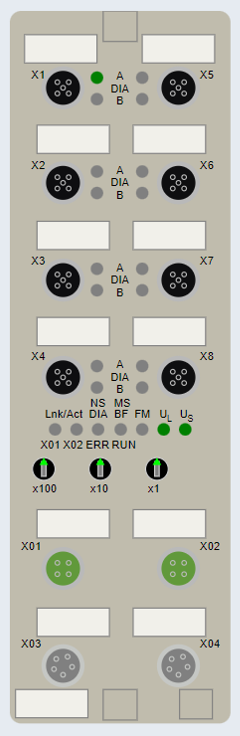 X1 A X5
DIA
B
X2 A X6
DIA
B
X3 A X7
DIA
B
X4 A X8
DIA
B
NS MS
Lnk/Act DIA BF FM UL US
X01 X02 ERR RUN
x100 x10 x1
X01 X02
X03 X04